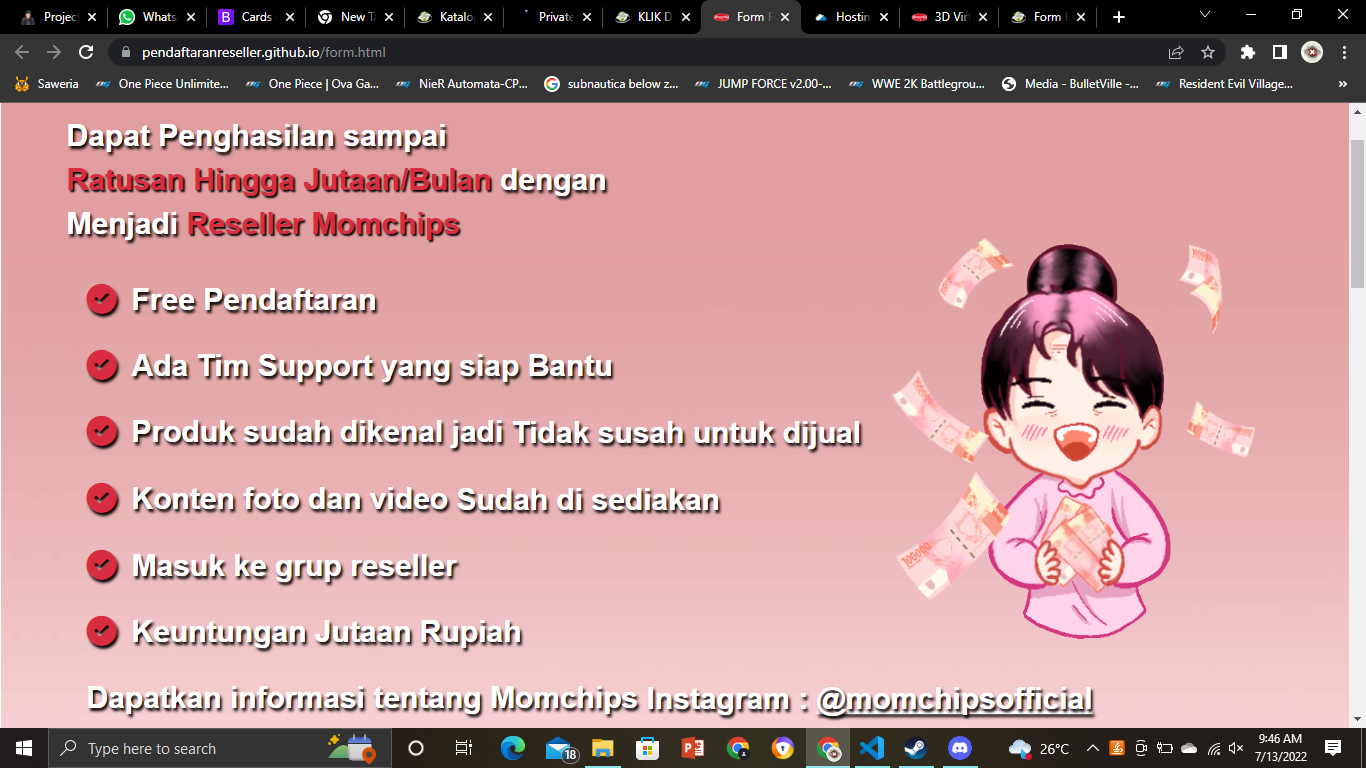 Project
Whats
Cards
New Ta
Katalo
Private
KLIK D
Form F
Hostin
3D Vir
Form
pendaftaranreseller.github.io/form.html
Saweria
One Piece Unlimite...
One Piece | Ova Ga...
NieR Automata-CP...
subnautica below z...
JUMP FORCE v2.00-...
WWE 2K Battlegrou...
Media - BulletVille -...
Resident Evil Village...
»
Dapat Penghasilan sampai
Ratusan Hingga Jutaan/Bulan dengan
Menjadi Reseller Momchips
Free Pendaftaran
Ada Tim Support yang siap Bantu
Produk sudah dikenal jadi Tidak susah untuk dijual
Konten foto dan video Sudah di sediakan
Masuk ke grup reseller
Keuntungan Jutaan Rupiah
Dapatkan informasi tentang Momchips Instagram : @momchipsofficial
100000
Type here to search
18
26°C
9:46 AM
7/13/2022